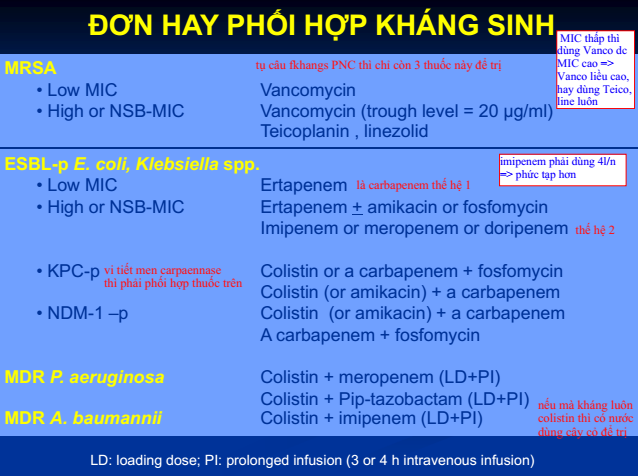 ĐƠN HAY PHỐI HỢP KHÁNG SINH
MIC thấp thì
dùng Vanco dc
MIC cao =>
Vanco liều cao,
hay dùng Teico,
line luôn
MRSA
tụ câu fkhangs PNC thì chỉ còn 3 thuốc này để trị
• Low MIC Vancomycin
• High or NSB-MIC Vancomycin (trough level = 20 µg/ml)
Teicoplanin , linezolid
ESBL-p E. coli, Klebsiella spp.
imipenem phải dùng 4l/n
=> phức tạp hơn
• Low MIC Ertapenem là carbapenem thế hệ 1
• High or NSB-MIC Ertapenem + amikacin or fosfomycin
Imipenem or meropenem or doripenem thế hệ 2
• KPC-p vi tiết men carpaennase Colistin or a carbapenem + fosfomycin
thì phải phối hợp thuốc trên
Colistin (or amikacin) + a carbapenem
• NDM-1 –p Colistin (or amikacin) + a carbapenem
A carbapenem + fosfomycin
MDR P. aeruginosa Colistin + meropenem (LD+PI)
Colistin + Pip-tazobactam (LD+PI)
MDR A. baumannii Colistin + imipenem (LD+PI)
nếu mà kháng luôn
colistin thì có nước
dùng cây cỏ để trị
LD: loading dose; PI: prolonged infusion (3 or 4 h intravenous infusion)